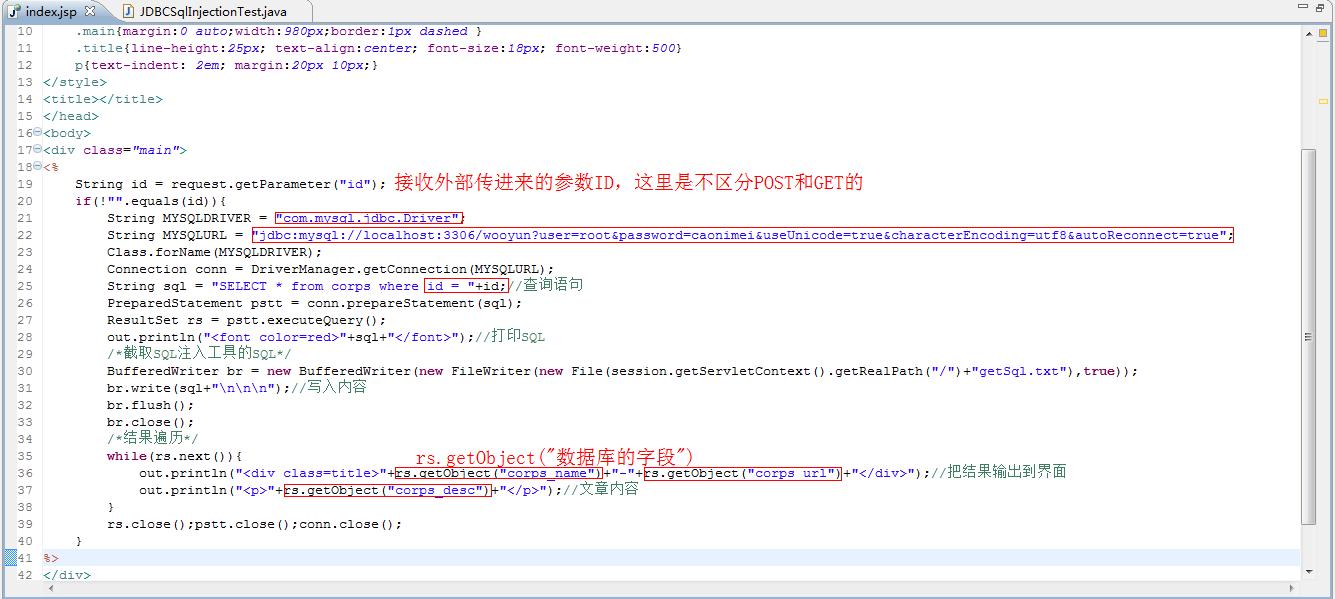 index.jsp JDBCSqlInjectionTest.java
10 .main{margin:0 auto;width:980px;border:1px dashed }
11 .title{line-height:25px; text-align:center; font-size:18px; font-weight:500}
12 p{text-indent: 2em; margin:20px 10px;}
13 </style>
14 <title></title>
15 </head>
16 <body>
17 <div class="main">
18 <%
19 String id = request.getParameter("id"); 接收外部传进来的参数ID，这里是不区分POST和GET的
20 if(!"".equals(id)){
21 String MYSQLDRIVER = "com.mysql.jdbc.Driver";
22 String MYSQLURL = "jdbc:mysql://localhost:3306/wooyun?user=root&password=caonimei&useUnicode=true&characterEncoding=utf8&autoReconnect=true";
23 Class.forName(MYSQLDRIVER);
24 Connection conn = DriverManager.getConnection(MYSQLURL);
25 String sql = "SELECT * from corps where id = "+id;//查询语句
26 PreparedStatement pstt = conn.prepareStatement(sql);
27 ResultSet rs = pstt.executeQuery();
28 out.println("<font color=red>"+sql+"</font>");//打印SQL
29 /*截取SQL注入工具的SQL*/
30 BufferedWriter br = new BufferedWriter(new FileWriter(new File(session.getServletContext().getRealPath("/")+"getSql.txt"),true));
31 br.write(sql+"\n\n\n");//写入内容
32 br.flush();
33 br.close();
34 /*结果遍历*/
35 while(rs.next()){ rs.getObject("数据库的字段")
36 out.println("<div class=title>"+rs.getObject("corps_name")+"-"+rs.getObject("corps_url")+"</div>");//把结果输出到界面
37 out.println("<p>"+rs.getObject("corps_desc")+"</p>");//文章内容
38 }
39 rs.close();pstt.close();conn.close();
40 }
41 %>
42 </div>